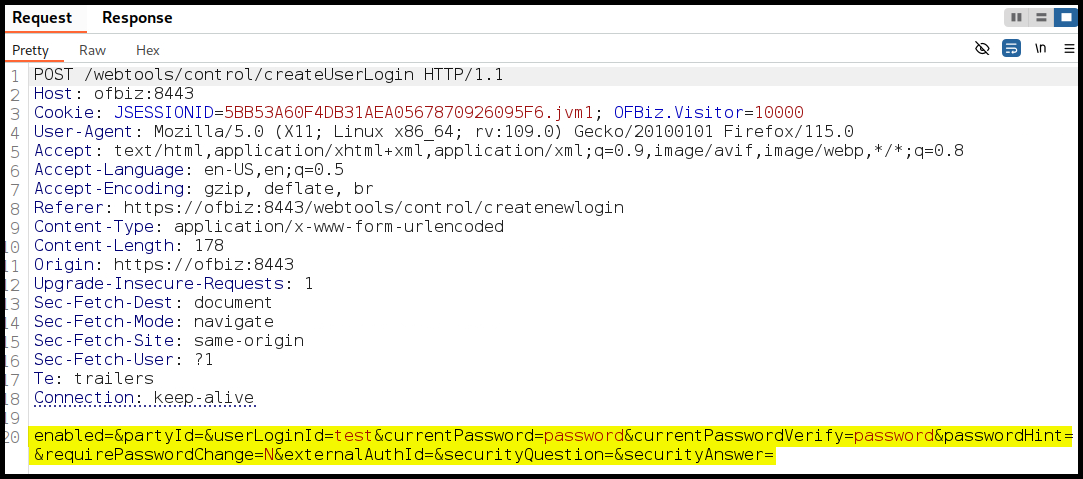 Request Response
Pretty Raw Hex \n
1 POST /webtools/control/createUserLogin HTTP/1.1
2 Host: ofbiz:8443
3 Cookie: JSESSIONID=5BB53A60F4DB31AEA0567870926095F6.jvm1; OFBiz.Visitor=10000
4 User-Agent: Mozilla/5.0 (X11; Linux x86_64; rv:109.0) Gecko/20100101 Firefox/115.0
5 Accept: text/html,application/xhtml+xml,application/xml;q=0.9,image/avif,image/webp,*/*;q=0.8
6 Accept-Language: en-US,en;q=0.5
7 Accept-Encoding: gzip, deflate, br
8 Referer: https://ofbiz:8443/webtools/control/createnewlogin
9 Content-Type: application/x-www-form-urlencoded
10 Content-Length: 178
11 Origin: https://ofbiz:8443
12 Upgrade-Insecure-Requests: 1
13 Sec-Fetch-Dest: document
14 Sec-Fetch-Mode: navigate
15 Sec-Fetch-Site: same-origin
16 Sec-Fetch-User: ?1
17 Te: trailers
18 Connection: keep-alive
19
20 enabled=&partyId=&userLoginId=test&currentPassword=password&currentPasswordVerify=password&passwordHint=
&requirePasswordChange=N&externalAuthId=&securityQuestion=&securityAnswer=